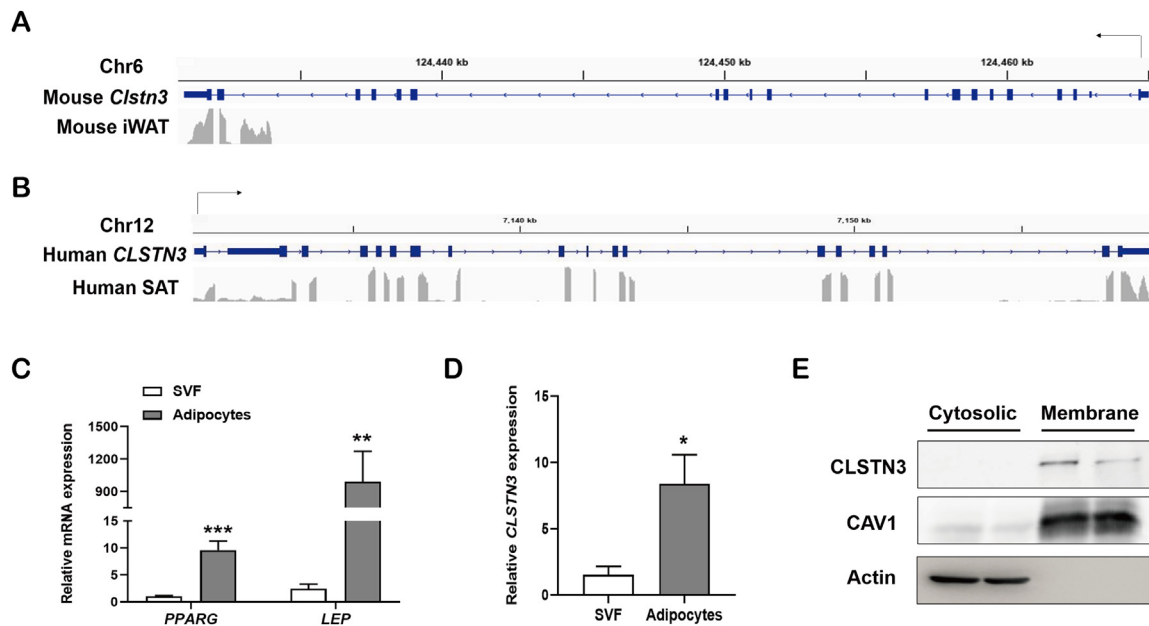 A
Chr6
124,440 kb
124,450 kb
124,460 kb
Mouse Clstn3
Mouse iWAT
B
Chr12
7,140 kb
7,150 kb
Human CLSTN3
Human SAT
C
SVF
Adipocytes
Relative mRNA expression
1500
1200
900
15
10
5
0
***
**
PPARG
LEP
D
Relative CLSTN3 expression
15
10
5
0
*
SVF
Adipocytes
E
Cytosolic
Membrane
CLSTN3
CAV1
Actin